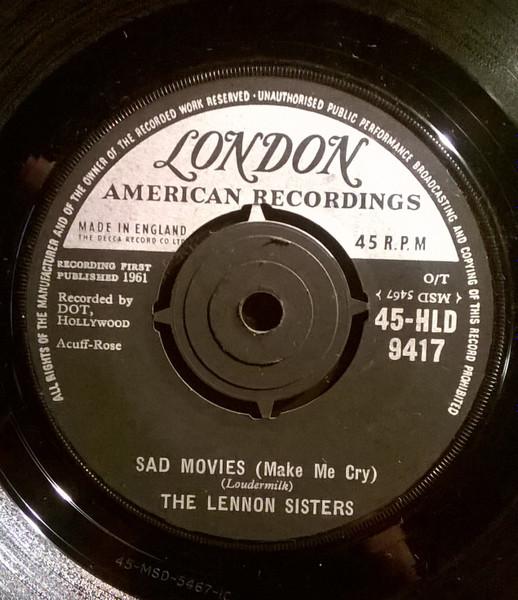 ALL RIGHTS OF THE MANUFACTURER AND OF THE OWNER OF THE RECORDED WORK RESERVED · UNAUTHORISED PUBLIC PERFORMANCE BROADCASTING AND COPYING OF THIS RECORD PROHIBITED
LONDON
AMERICAN RECORDINGS
MADE IN ENGLAND
THE DECCA RECORD CO LTD
45 R.P.M
RECORDING FIRST
PUBLISHED 1961
Recorded by
DOT,
HOLLYWOOD
Acuff-Rose
O/T
< MSD 5467 >
45-HLD
9417
SAD MOVIES (Make Me Cry)
(Loudermilk)
THE LENNON SISTERS
45-MSD-5467-1C